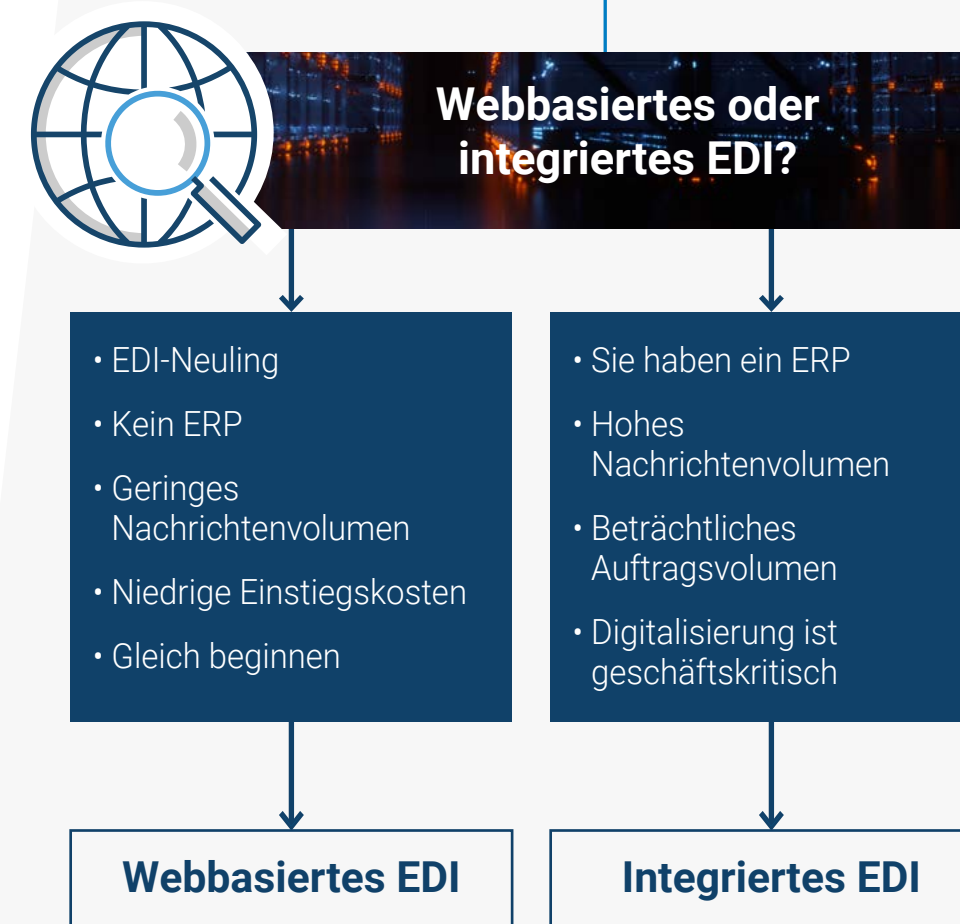 Webbasiertes oder
integriertes EDI?
• EDI-Neuling
• Kein ERP
• Geringes
Nachrichtenvolumen
• Niedrige Einstiegskosten
• Gleich beginnen
• Sie haben ein ERP
• Hohes
Nachrichtenvolumen
• Beträchtliches
Auftragsvolumen
• Digitalisierung ist
geschäftskritisch
Webbasiertes EDI
Integriertes EDI